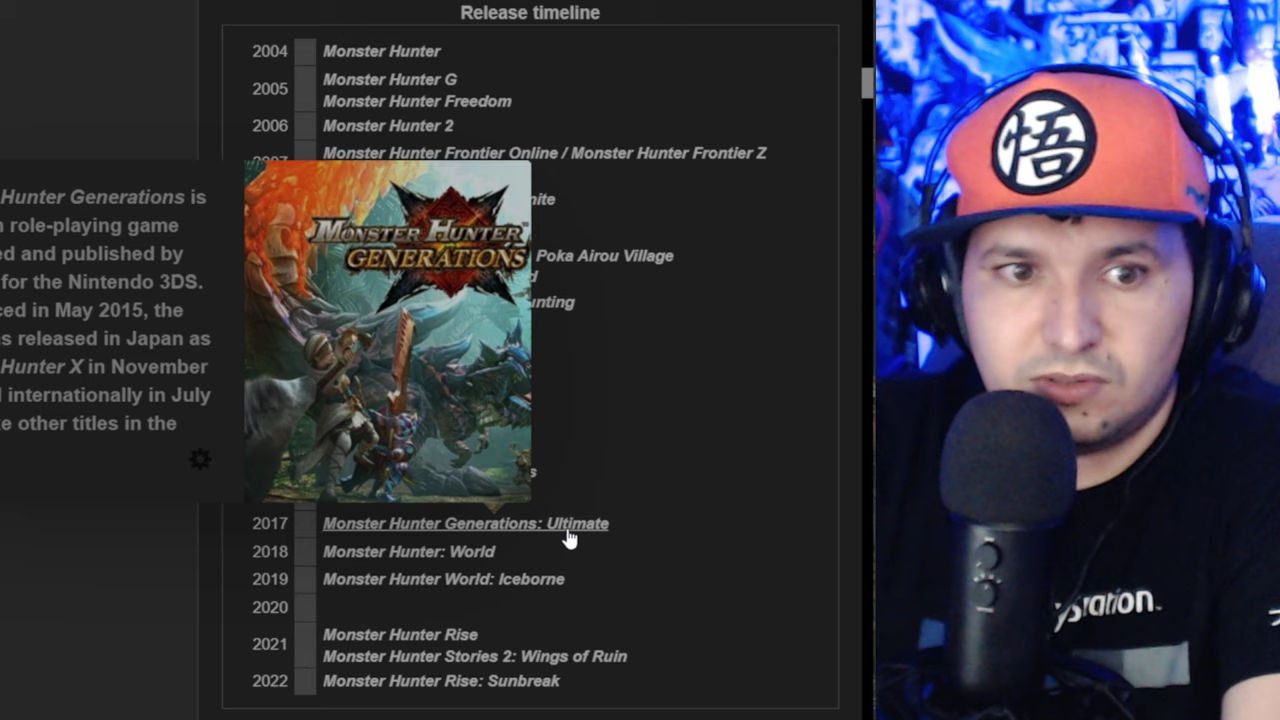 Release timeline
2004 Monster Hunter
2005 Monster Hunter G
Monster Hunter Freedom
2006 Monster Hunter 2
Monster Hunter Frontier Online / Monster Hunter Frontier Z
Hunter Generations is
role-playing game
and published by
for the Nintendo 3DS.
in May 2015, the
released in Japan as
Hunter X in November
internationally in July
other titles in the
MONSTER HUNTER
GENERATIONS
Poka Airou Village
2017 Monster Hunter Generations: Ultimate
2018 Monster Hunter: World
2019 Monster Hunter World: Iceborne
2020
2021 Monster Hunter Rise
Monster Hunter Stories 2: Wings of Ruin
2022 Monster Hunter Rise: Sunbreak
悟